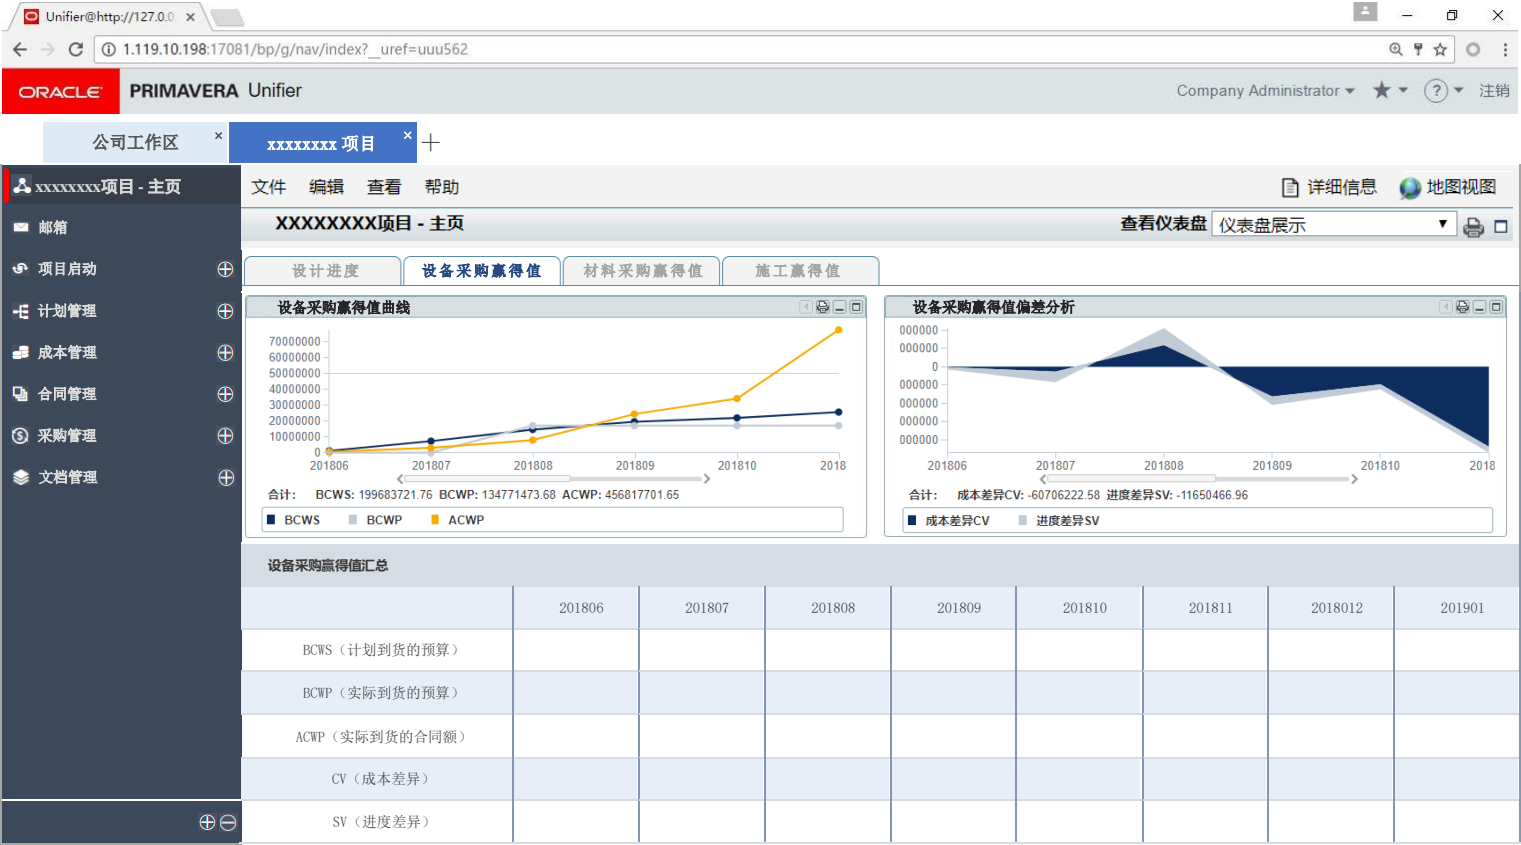 Unifier@http://127.0.0.
1.119.10.198:17081/bp/g/nav/index?__uref=uuu562
ORACLE PRIMAVERA Unifier
Company Administrator
注销
公司工作区
xxxxxxxx 项目
xxxxxxxx项目 - 主页
邮箱
项目启动
计划管理
成本管理
合同管理
采购管理
文档管理
文件 编辑 查看 帮助
详细信息 地图视图
XXXXXXXX项目 - 主页
查看仪表盘 仪表盘展示
设计进度 设备采购赢得值 材料采购赢得值 施工赢得值
设备采购赢得值曲线
70000000
60000000
50000000
40000000
30000000
20000000
10000000
0
201806 201807 201808 201809 201810 2018
合计: BCWS: 199683721.76 BCWP: 134771473.68 ACWP: 456817701.65
BCWS BCWP ACWP
设备采购赢得值偏差分析
000000
000000
0
000000
000000
000000
000000
201806 201807 201808 201809 201810 2018
合计: 成本差异CV: -60706222.58 进度差异SV: -11650466.96
成本差异CV 进度差异SV
设备采购赢得值汇总
201806 201807 201808 201809 201810 201811 2018012 201901
BCWS（计划到货的预算）
BCWP（实际到货的预算）
ACWP（实际到货的合同额）
CV（成本差异）
SV（进度差异）